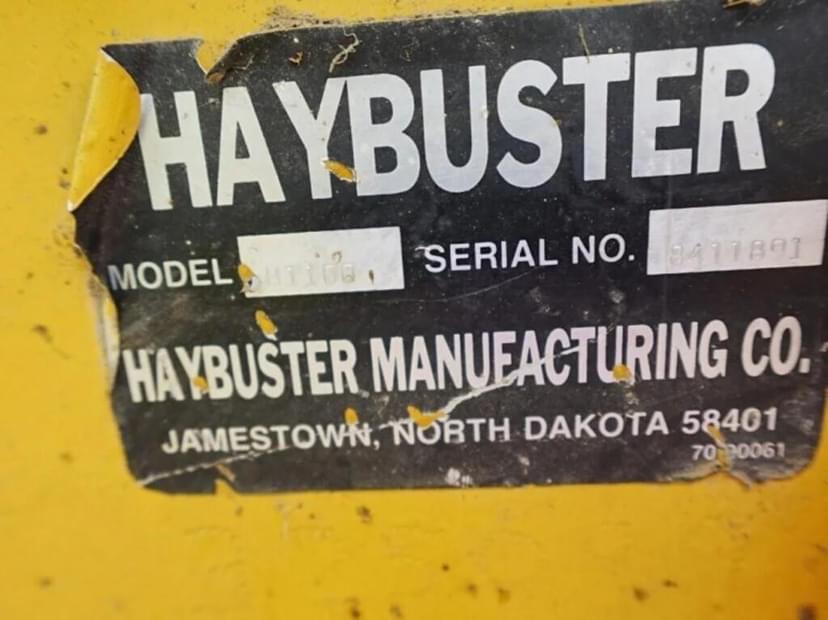 HAYBUSTER
MODEL SERIAL NO.
HAYBUSTER MANUFACTURING CO.
JAMESTOWN, NORTH DAKOTA 58401